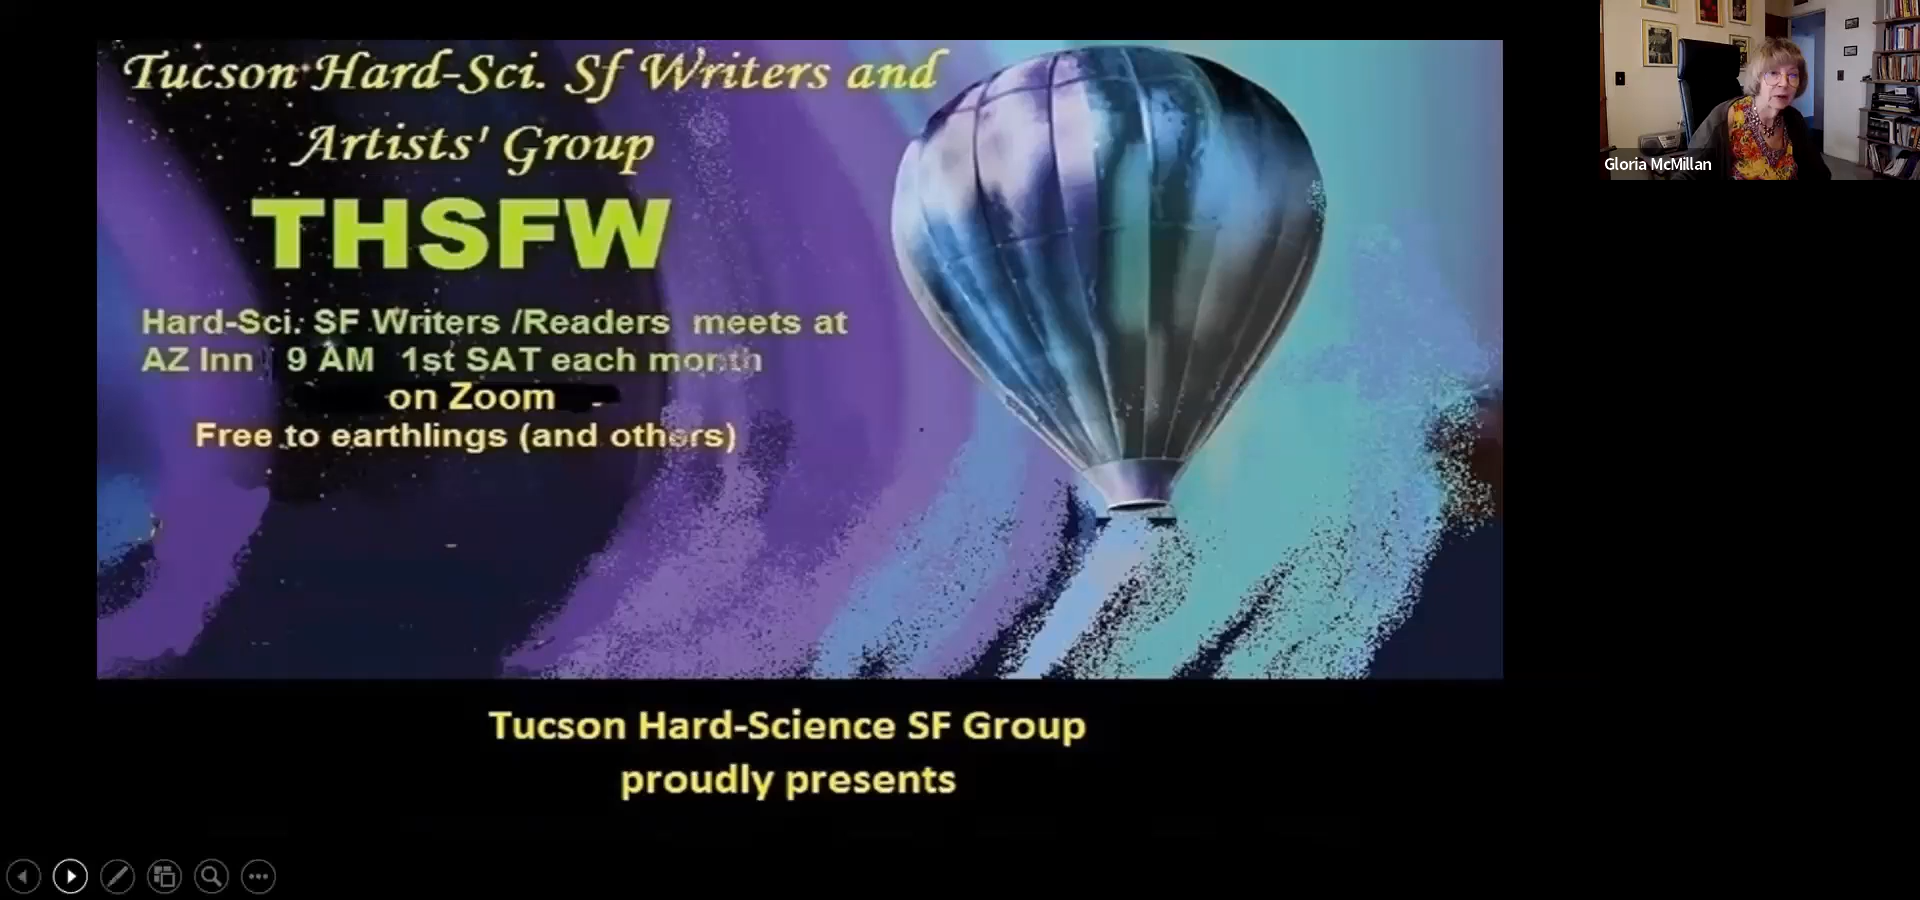 Tucson Hard-Sci. Sf Writers and
Artists' Group
THSFW
Hard-Sci. SF Writers /Readers meets at
AZ Inn 9 AM 1st SAT each month
on Zoom -
Free to earthlings (and others)
Tucson Hard-Science SF Group
proudly presents
Gloria McMillan